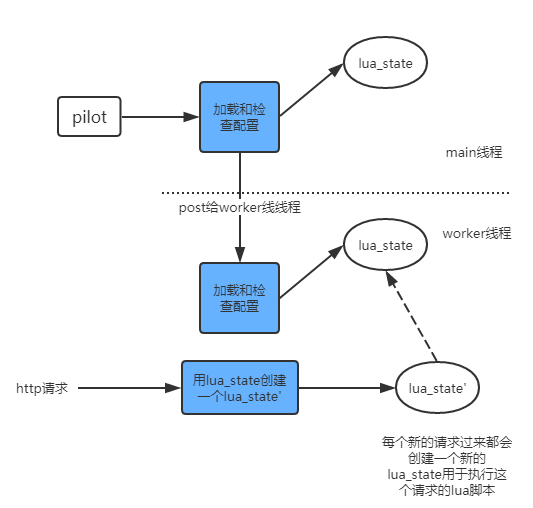 lua_state
pilot
加载和检
查配置
main线程
post给worker线线程
worker线程
lua_state
加载和检
查配置
http请求
用lua_state创建
一个lua_state'
lua_state'
每个新的请求过来都会
创建一个新的
lua_state用于执行这
个请求的lua脚本